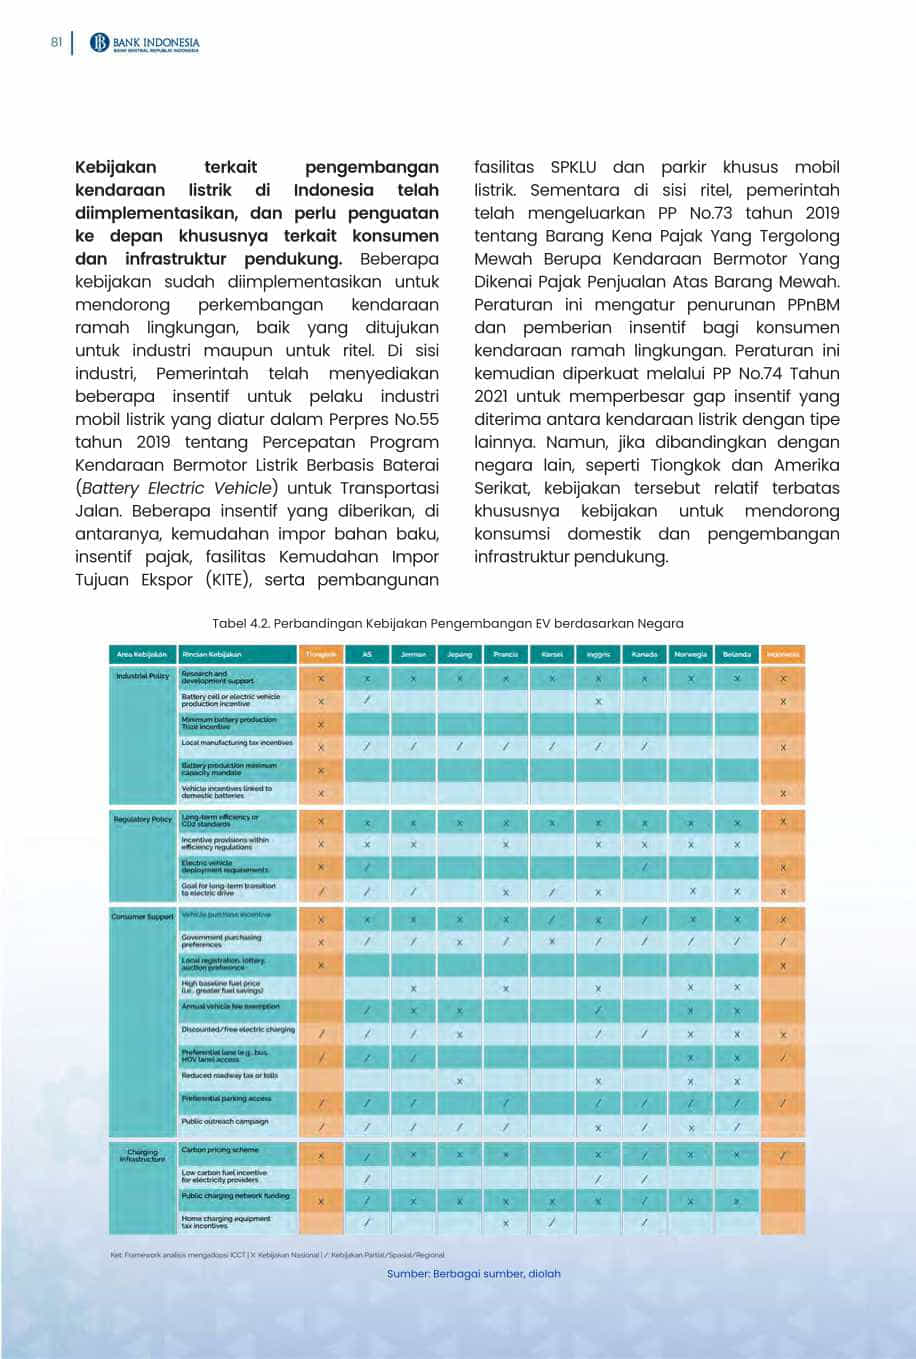 81
BANK INDONESIA
BANK SENTRAL REPUBLIK INDONESIA
Kebijakan terkait pengembangan
kendaraan listrik di Indonesia telah
diimplementasikan, dan perlu penguatan
ke depan khususnya terkait konsumen
dan infrastruktur pendukung. Beberapa
kebijakan sudah diimplementasikan untuk
mendorong perkembangan kendaraan
ramah lingkungan, baik yang ditujukan
untuk industri maupun untuk ritel. Di sisi
industri, Pemerintah telah menyediakan
beberapa insentif untuk pelaku industri
mobil listrik yang diatur dalam Perpres No.55
tahun 2019 tentang Percepatan Program
Kendaraan Bermotor Listrik Berbasis Baterai
(Battery Electric Vehicle) untuk Transportasi
Jalan. Beberapa insentif yang diberikan, di
antaranya, kemudahan impor bahan baku,
insentif pajak, fasilitas Kemudahan Impor
Tujuan Ekspor (KITE), serta pembangunan
fasilitas SPKLU dan parkir khusus mobil
listrik. Sementara di sisi ritel, pemerintah
telah mengeluarkan PP No.73 tahun 2019
tentang Barang Kena Pajak Yang Tergolong
Mewah Berupa Kendaraan Bermotor Yang
Dikenai Pajak Penjualan Atas Barang Mewah.
Peraturan ini mengatur penurunan PPnBM
dan pemberian insentif bagi konsumen
kendaraan ramah lingkungan. Peraturan ini
kemudian diperkuat melalui PP No.74 Tahun
2021 untuk memperbesar gap insentif yang
diterima antara kendaraan listrik dengan tipe
lainnya. Namun, jika dibandingkan dengan
negara lain, seperti Tiongkok dan Amerika
Serikat, kebijakan tersebut relatif terbatas
khususnya kebijakan untuk mendorong
konsumsi domestik dan pengembangan
infrastruktur pendukung.
Tabel 4.2. Perbandingan Kebijakan Pengembangan EV berdasarkan Negara
Area Kebijakan Rincian Kebijakan Tiongkok AS Jerman Jepang Prancis Korsel Inggris Kanada Norwegia Belanda Indonesia
Industrial Policy Research and
development support X X X X X X X X X X X
Battery cell or electric vehicle
production incentive X / X X
Minimum battery production
Truze incentive X
Local manufacturing tax incentives X / / / / / / / X
Battery production minimum
capacity mandate X
Vehicle incentives linked to
domestic batteries X X
Regulatory Policy Long-term efficiency or
CO2 standards X X X X X X X X X X X
Incentive provisions within
efficiency regulations X X X X X X X X
Electric vehicle
deployment requirements X / / X
Goal for long-term transition
to electric drive / / / X / X X X X
Consumer Support Vehicle purchase incentive X X X X X / X / X X X
Government purchasing
preferences X / / X / X / / / / /
Local registration, lottery,
auction preference X X
High baseline fuel price
(i.e., greater fuel savings) X X X X X
Annual vehicle fee exemption / X X / X X
Discounted/free electric charging / / / X / / X X X
Preferential lane (e.g., bus,
HOV lane) access / / / X X /
Reduced roadway tax or tolls X X X X
Preferential parking access / / / / / / / / /
Public outreach campaign / / / / / X / X /
Charging
Infrastructure Carbon pricing scheme X / X X X X / X X /
Low carbon fuel incentive
for electricity providers / / /
Public charging network funding X / X X X X X / X X
Home charging equipment
tax incentives / X / /
Ket: Framework analisis mengadopsi ICCT | X: Kebijakan Nasional | /: Kebijakan Partial/Spasial/Regional
Sumber: Berbagai sumber, diolah